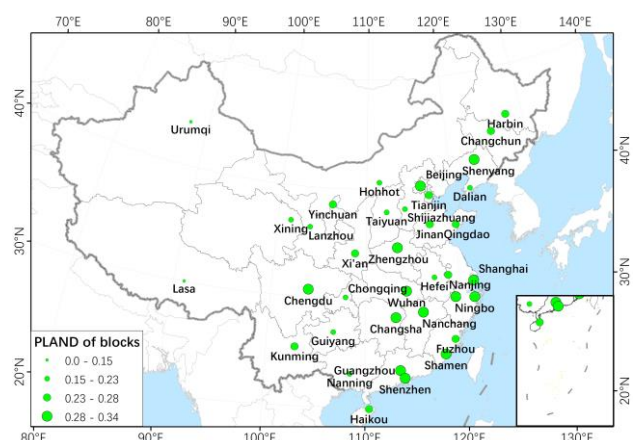 70°E 80°E 90°E 100°E 110°E 120°E 130°E 140°E
40°N
Harbin
Urumqi
Changchun
40°N
Beijing Shenyang
Hohhot
Tianjin Dalian
Yinchuan
Taiyuan Shijiazhuang
Xining
Lanzhou
JinanQingdao
30°N
Xi'an
Zhengzhou
Shanghai
30°N
Lasa
Chongqing
Hefei Nanjing
Chengdu
Wuhan
Ningbo
Changsha
Nanchang
PLAND of blocks
0.0 - 0.15
0.15 - 0.23
0.23 - 0.28
0.28 - 0.34
Guiyang
Kunming
Fuzhou
Shamen
20°N
Guangzhou
Nanning
Shenzhen
20°N
Haikou
80°E 90°E 100°E 110°E 120°E 130°E